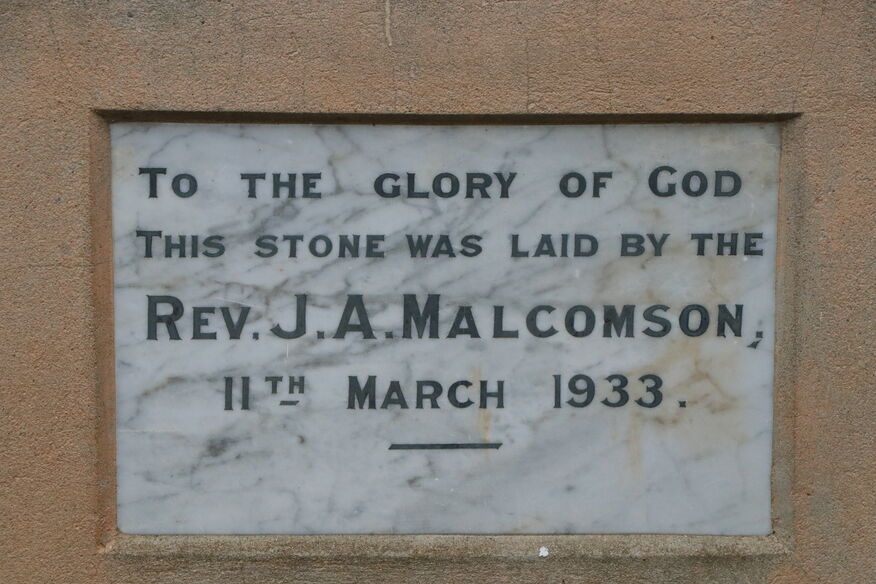 To the glory of God
This stone was laid by the
Rev. J. A. Malcomson,
11th March 1933.